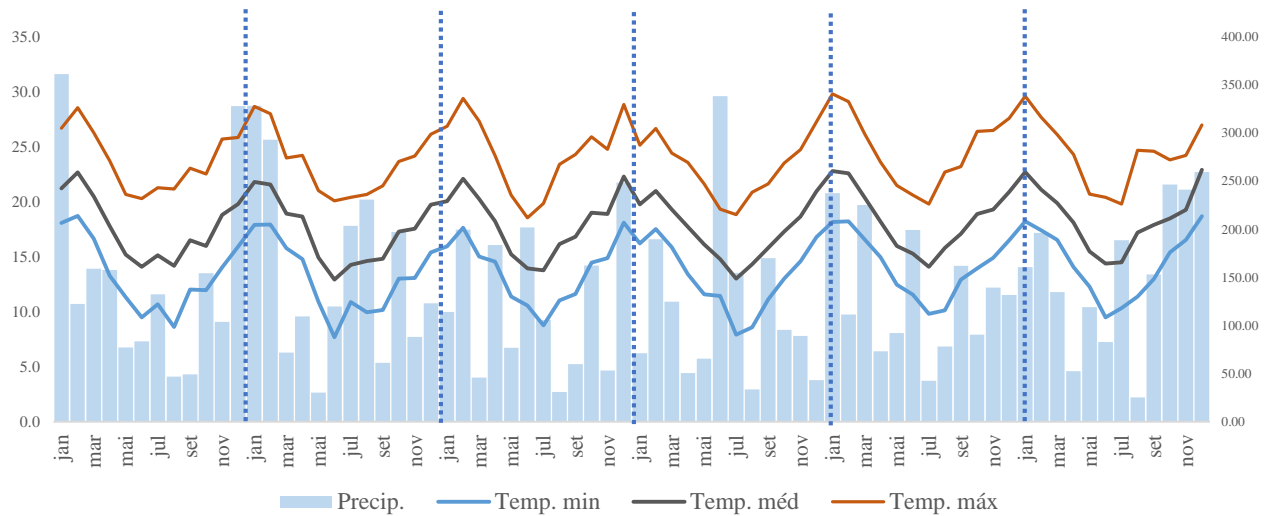 35.0
30.0
25.0
20.0
15.0
10.0
5.0
0.0
400.00
350.00
300.00
250.00
200.00
150.00
100.00
50.00
0.00
jan
mar
mai
jul
set
nov
jan
mar
mai
jul
set
nov
jan
mar
mai
jul
set
nov
jan
mar
mai
jul
set
nov
jan
mar
mai
jul
set
nov
jan
mar
mai
jul
set
nov
Precip.
Temp. min
Temp. méd
Temp. máx